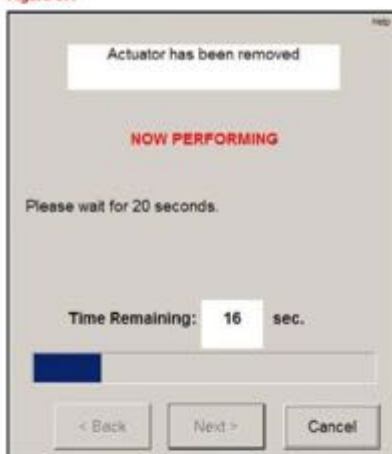 Help
Actuator has been removed
NOW PERFORMING
Please wait for 20 seconds.
Time Remaining: 16 sec.
< Back Next > Cancel